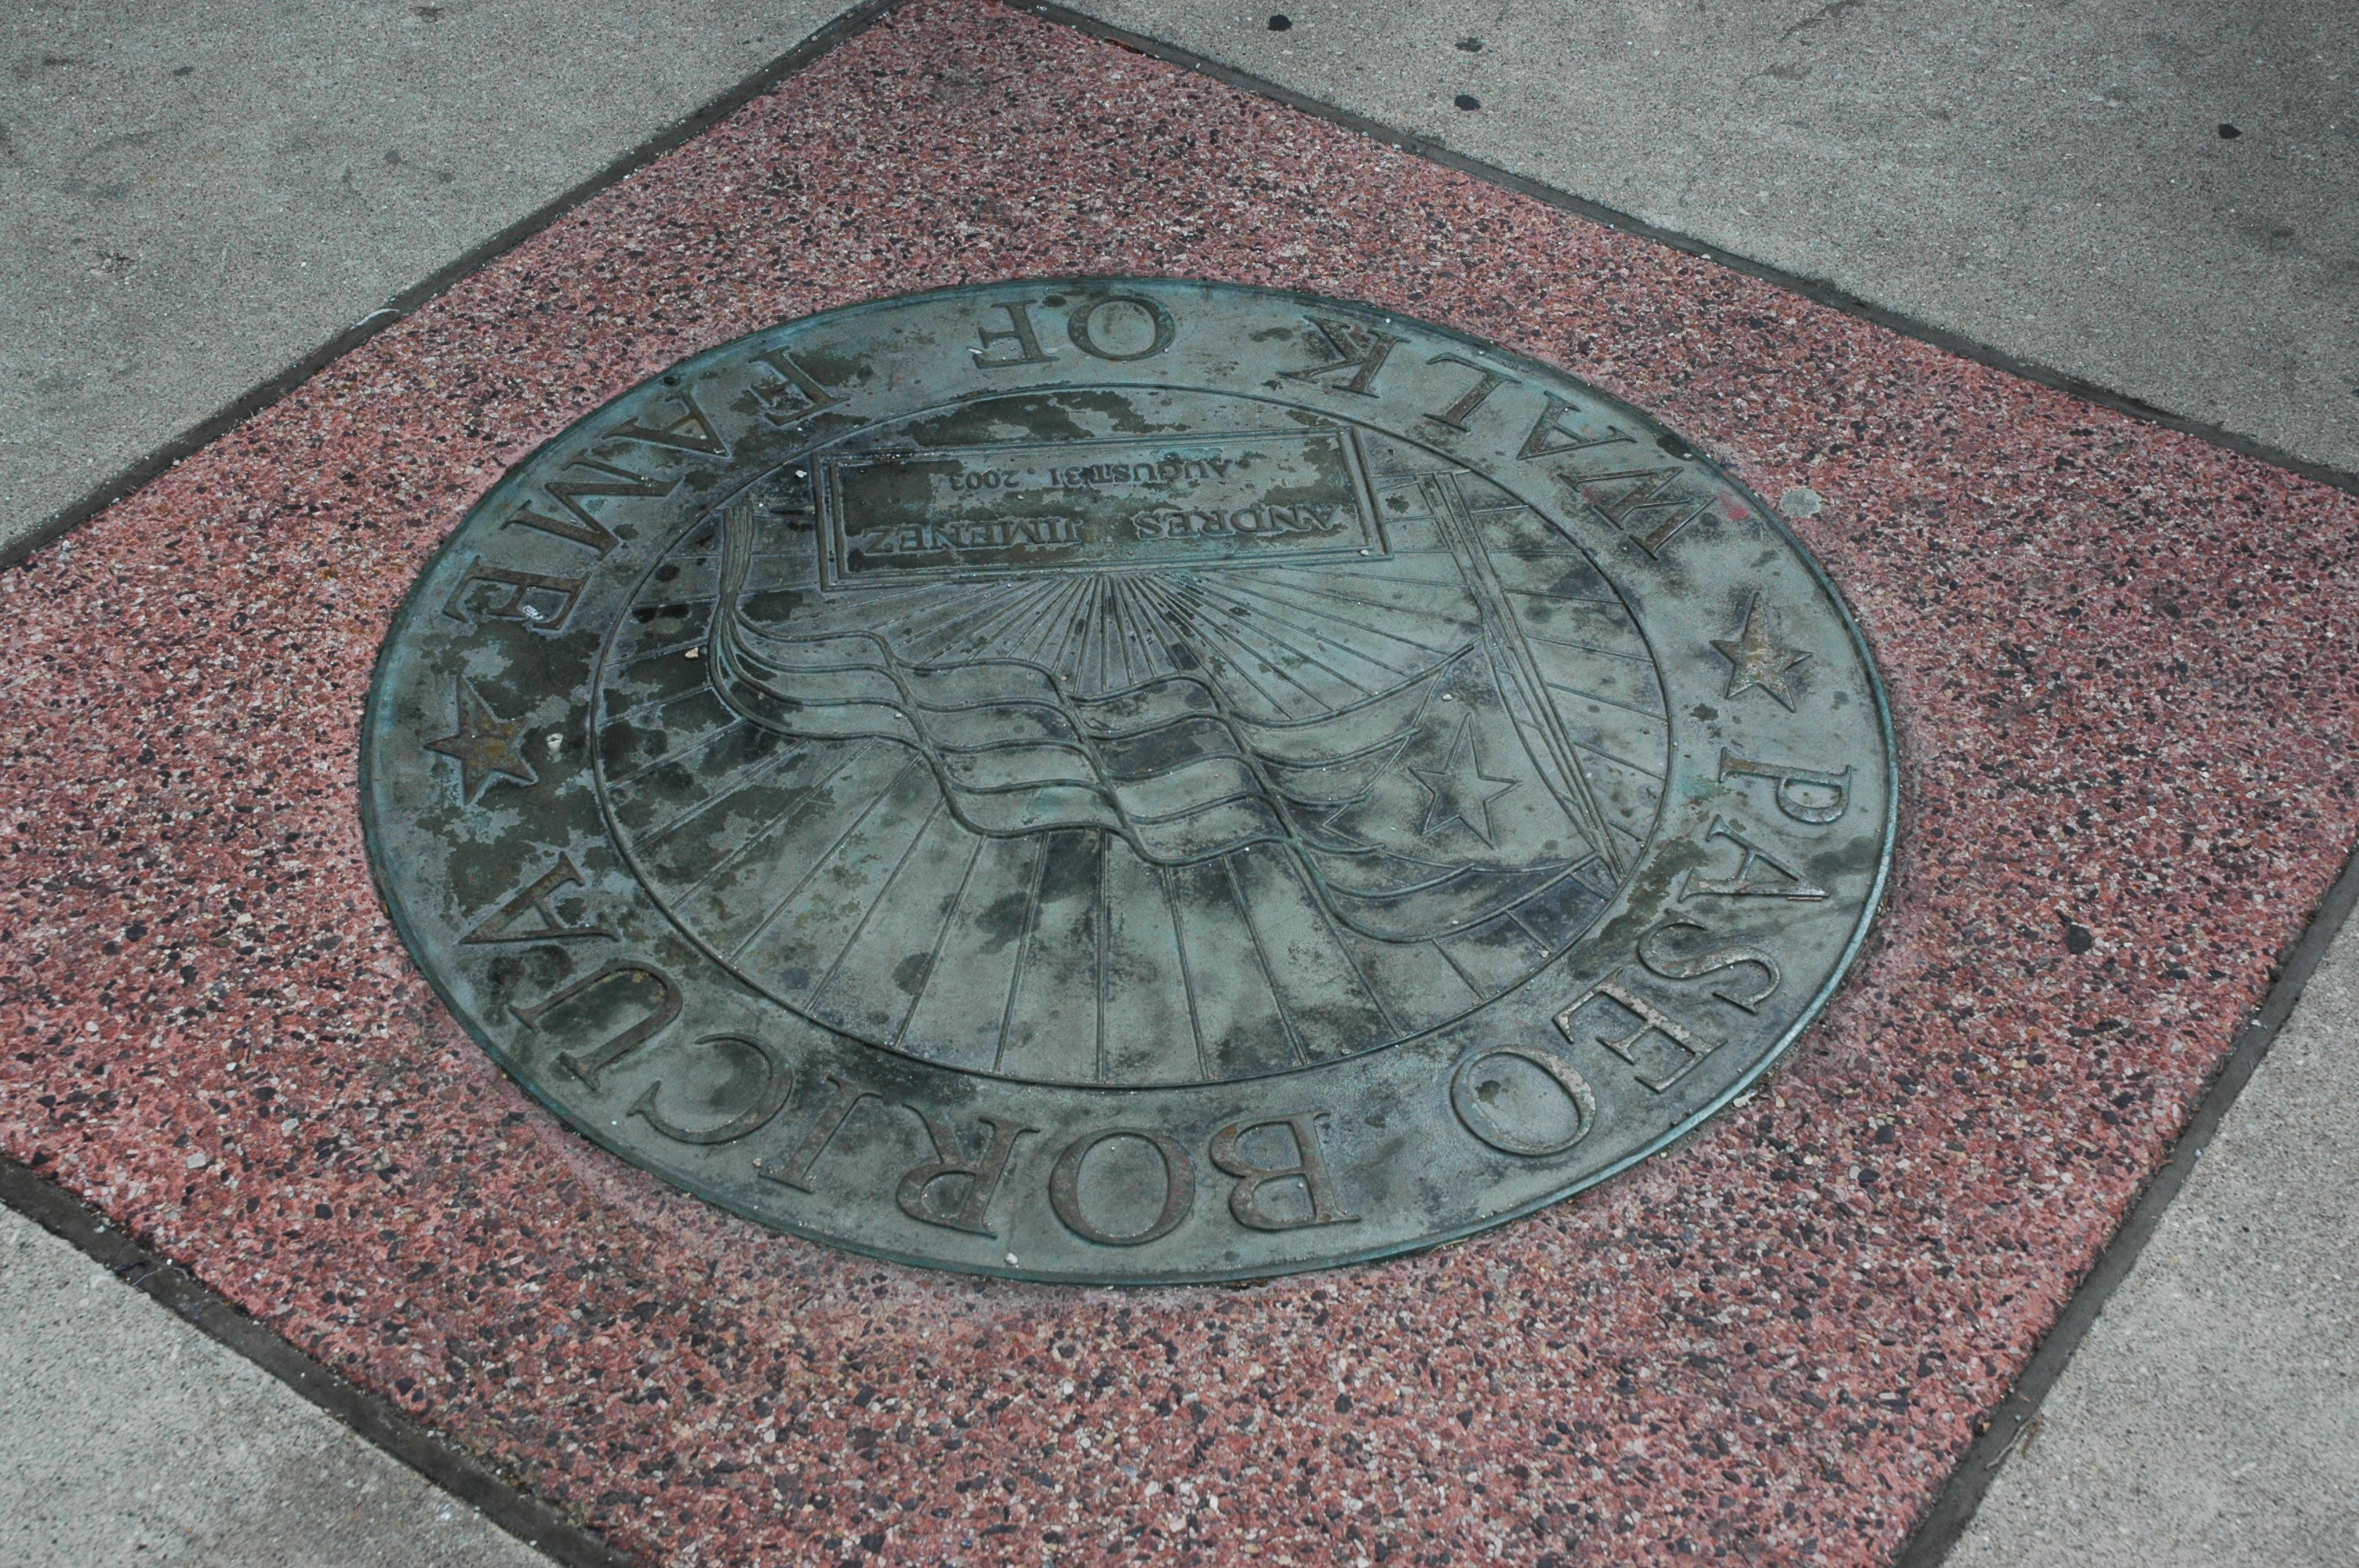 PASEO BORICUA
WALK OF FAME
ANDRES JIMENEZ
AUGUST 31, 2003